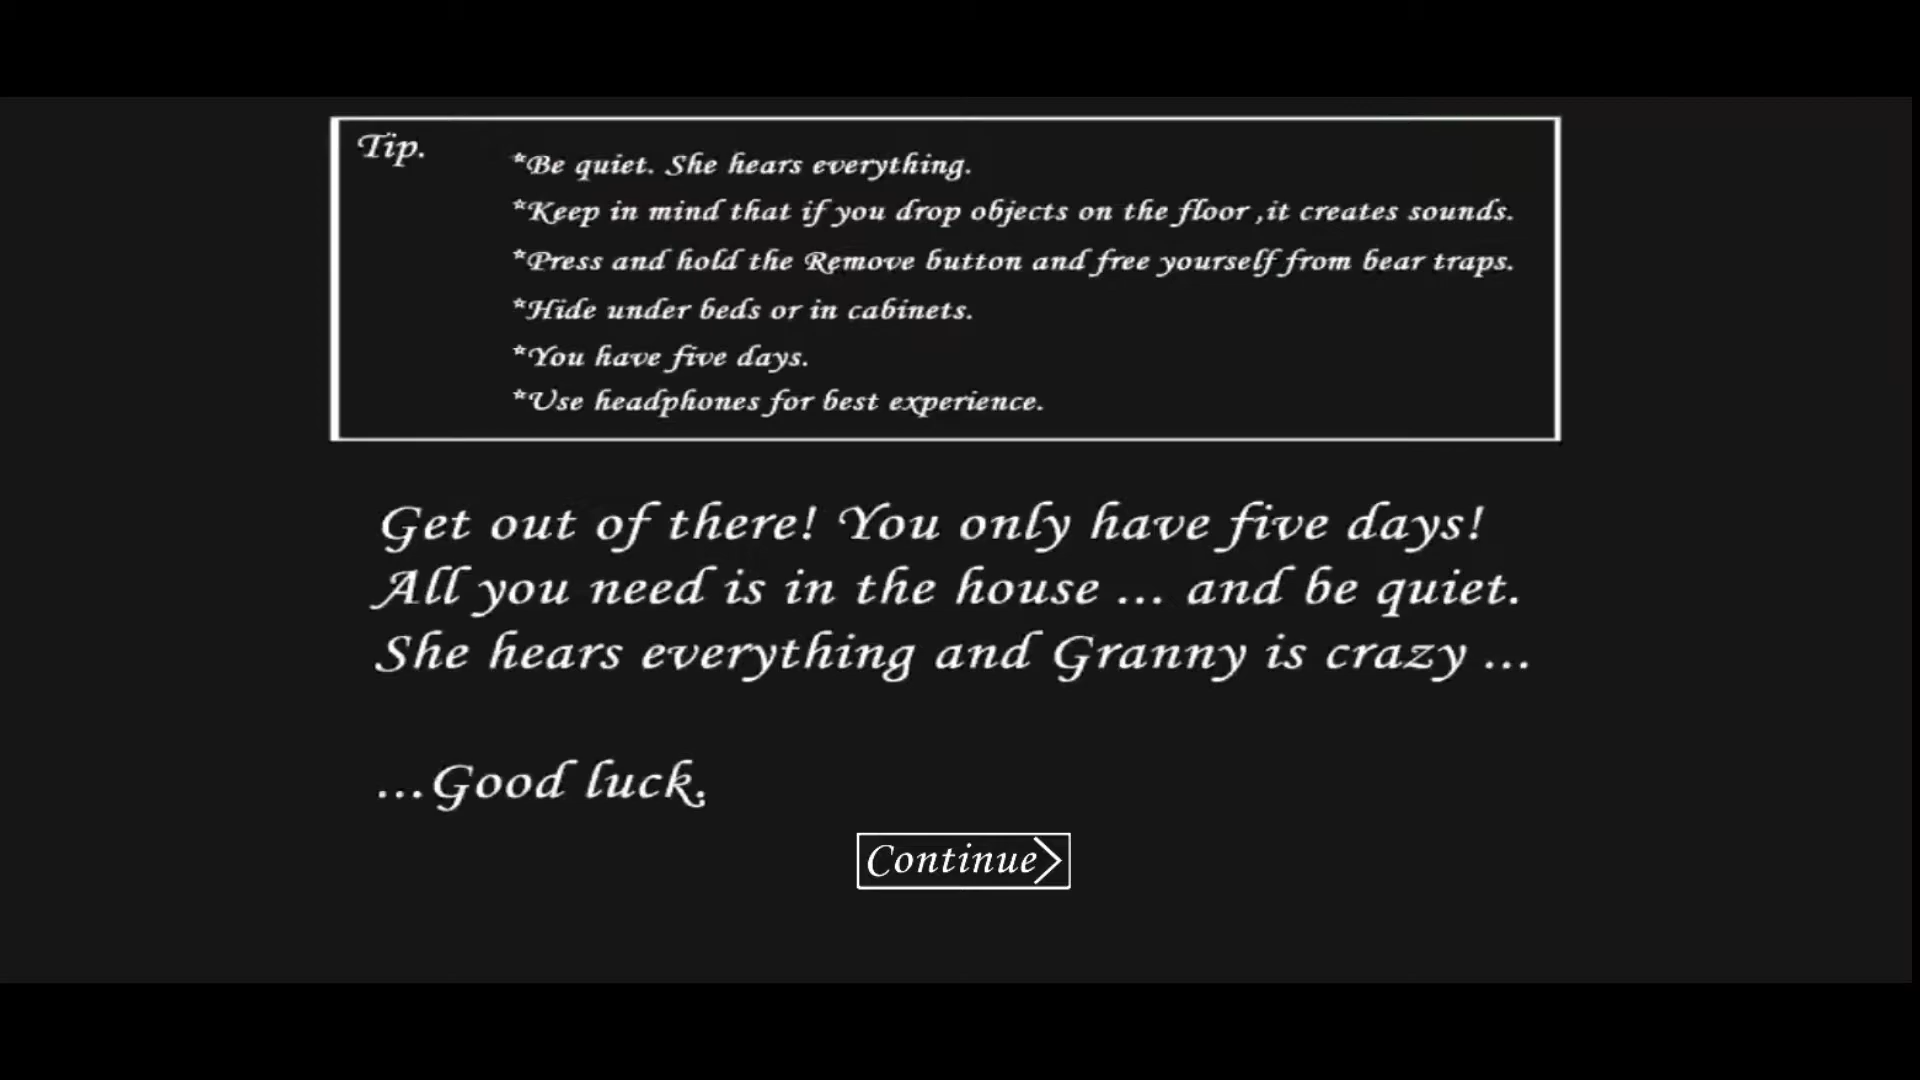 Tip.
*Be quiet. She hears everything.
*Keep in mind that if you drop objects on the floor ,it creates sounds.
*Press and hold the Remove button and free yourself from bear traps.
*Hide under beds or in cabinets.
*You have five days.
*Use headphones for best experience.
Get out of there! You only have five days!
All you need is in the house ... and be quiet.
She hears everything and Granny is crazy ...
...Good luck.
Continue>